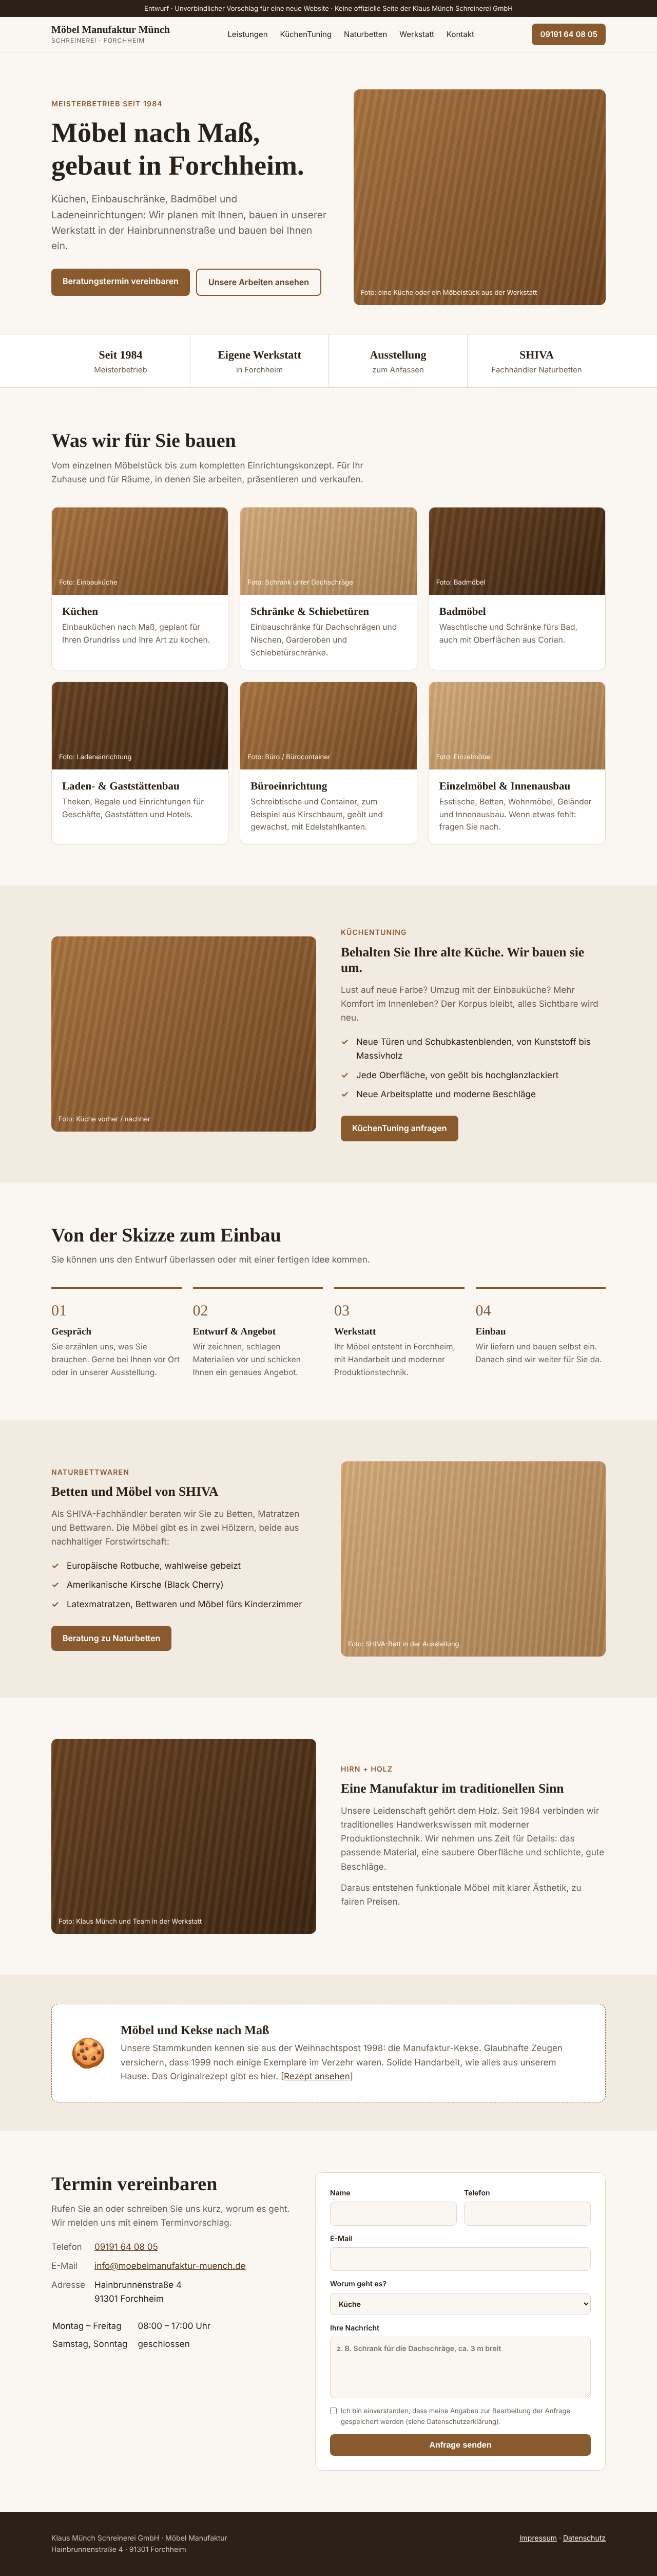 Entwurf · Unverbindlicher Vorschlag für eine neue Website · Keine offizielle Seite der Klaus Münch Schreinerei GmbH
Möbel Manufaktur Münch
SCHREINEREI · FORCHHEIM
Leistungen
KüchenTuning
Naturbetten
Werkstatt
Kontakt
09191 64 08 05
MEISTERBETRIEB SEIT 1984
Möbel nach Maß,
gebaut in Forchheim.
Küchen, Einbauschränke, Badmöbel und
Ladeneinrichtungen: Wir planen mit Ihnen, bauen in unserer
Werkstatt in der Hainbrunnenstraße und bauen bei Ihnen
ein.
Beratungstermin vereinbaren
Unsere Arbeiten ansehen
Foto: eine Küche oder ein Möbelstück aus der Werkstatt
Seit 1984
Meisterbetrieb
Eigene Werkstatt
in Forchheim
Ausstellung
zum Anfassen
SHIVA
Fachhändler Naturbetten
Was wir für Sie bauen
Vom einzelnen Möbelstück bis zum kompletten Einrichtungskonzept. Für Ihr
Zuhause und für Räume, in denen Sie arbeiten, präsentieren und verkaufen.
Foto: Einbauküche
Küchen
Einbauküchen nach Maß, geplant für
Ihren Grundriss und Ihre Art zu kochen.
Foto: Schrank unter Dachschräge
Schränke & Schiebetüren
Einbauschränke für Dachschrägen und
Nischen, Garderoben und
Schiebetürschränke.
Foto: Badmöbel
Badmöbel
Waschtische und Schränke fürs Bad,
auch mit Oberflächen aus Corian.
Foto: Ladeneinrichtung
Laden- & Gaststättenbau
Theken, Regale und Einrichtungen für
Geschäfte, Gaststätten und Hotels.
Foto: Büro / Bürocontainer
Büroeinrichtung
Schreibtische und Container, zum
Beispiel aus Kirschbaum, geölt und
gewachst, mit Edelstahlkanten.
Foto: Einzelmöbel
Einzelmöbel & Innenausbau
Esstische, Betten, Wohnmöbel, Geländer
und Innenausbau. Wenn etwas fehlt:
fragen Sie nach.
Foto: Küche vorher / nachher
KÜCHENTUNING
Behalten Sie Ihre alte Küche. Wir bauen sie
um.
Lust auf neue Farbe? Umzug mit der Einbauküche? Mehr
Komfort im Innenleben? Der Korpus bleibt, alles Sichtbare wird
neu.
✓ Neue Türen und Schubkastenblenden, von Kunststoff bis
Massivholz
✓ Jede Oberfläche, von geölt bis hochglanzlackiert
✓ Neue Arbeitsplatte und moderne Beschläge
KüchenTuning anfragen
Von der Skizze zum Einbau
Sie können uns den Entwurf überlassen oder mit einer fertigen Idee kommen.
01
Gespräch
Sie erzählen uns, was Sie
brauchen. Gerne bei Ihnen vor Ort
oder in unserer Ausstellung.
02
Entwurf & Angebot
Wir zeichnen, schlagen
Materialien vor und schicken
Ihnen ein genaues Angebot.
03
Werkstatt
Ihr Möbel entsteht in Forchheim,
mit Handarbeit und moderner
Produktionstechnik.
04
Einbau
Wir liefern und bauen selbst ein.
Danach sind wir weiter für Sie da.
NATURBETTWAREN
Betten und Möbel von SHIVA
Als SHIVA-Fachhändler beraten wir Sie zu Betten, Matratzen
und Bettwaren. Die Möbel gibt es in zwei Hölzern, beide aus
nachhaltiger Forstwirtschaft:
✓ Europäische Rotbuche, wahlweise gebeizt
✓ Amerikanische Kirsche (Black Cherry)
✓ Latexmatratzen, Bettwaren und Möbel fürs Kinderzimmer
Beratung zu Naturbetten
Foto: SHIVA-Bett in der Ausstellung
Foto: Klaus Münch und Team in der Werkstatt
HIRN + HOLZ
Eine Manufaktur im traditionellen Sinn
Unsere Leidenschaft gehört dem Holz. Seit 1984 verbinden wir
traditionelles Handwerkswissen mit moderner
Produktionstechnik. Wir nehmen uns Zeit für Details: das
passende Material, eine saubere Oberfläche und schlichte, gute
Beschläge.
Daraus entstehen funktionale Möbel mit klarer Ästhetik, zu
fairen Preisen.
Möbel und Kekse nach Maß
Unsere Stammkunden kennen sie aus der Weihnachtspost 1998: die Manufaktur-Kekse. Glaubhafte Zeugen
versichern, dass 1999 noch einige Exemplare im Verzehr waren. Solide Handarbeit, wie alles aus unserem
Hause. Das Originalrezept gibt es hier. [Rezept ansehen]
Termin vereinbaren
Rufen Sie an oder schreiben Sie uns kurz, worum es geht.
Wir melden uns mit einem Terminvorschlag.
Telefon 09191 64 08 05
E-Mail info@moebelmanufaktur-muench.de
Adresse Hainbrunnenstraße 4
91301 Forchheim
Montag – Freitag 08:00 – 17:00 Uhr
Samstag, Sonntag geschlossen
Name
Telefon
E-Mail
Worum geht es?
Küche
Ihre Nachricht
z. B. Schrank für die Dachschräge, ca. 3 m breit
Ich bin einverstanden, dass meine Angaben zur Bearbeitung der Anfrage
gespeichert werden (siehe Datenschutzerklärung).
Anfrage senden
Klaus Münch Schreinerei GmbH · Möbel Manufaktur
Hainbrunnenstraße 4 · 91301 Forchheim
Impressum · Datenschutz